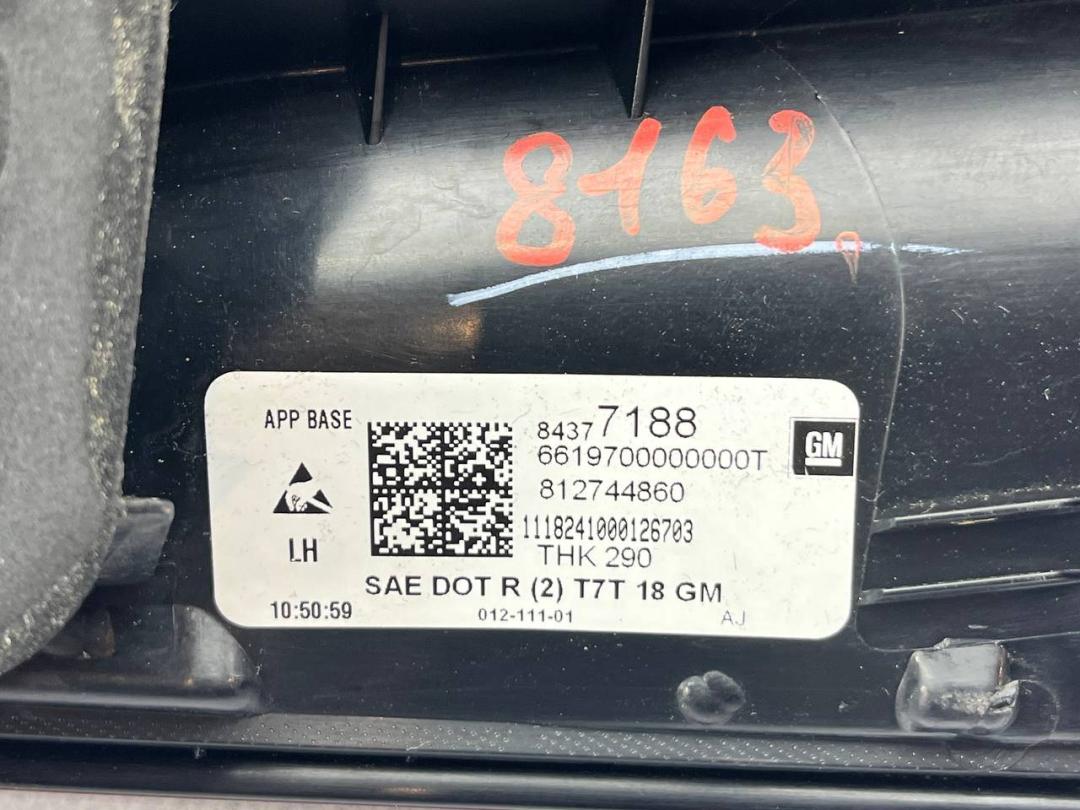 8163
APP BASE
84377188
6619700000000T
812744860
1118241000126703
THK 290
GM
LH
SAE DOT R (2) T7T 18 GM
10:50:59
012-111-01
AJ